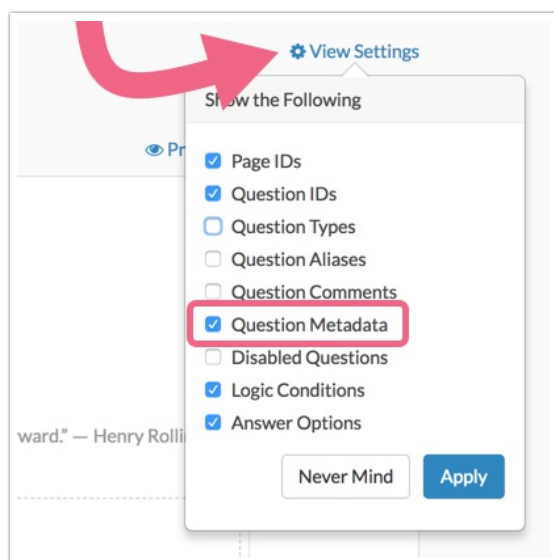 View Settings
Show the Following
Pr
Page IDs
Question IDs
Question Types
Question Aliases
Question Comments
Question Metadata
Disabled Questions
Logic Conditions
Answer Options
ward.” — Henry Rolli
Never Mind
Apply